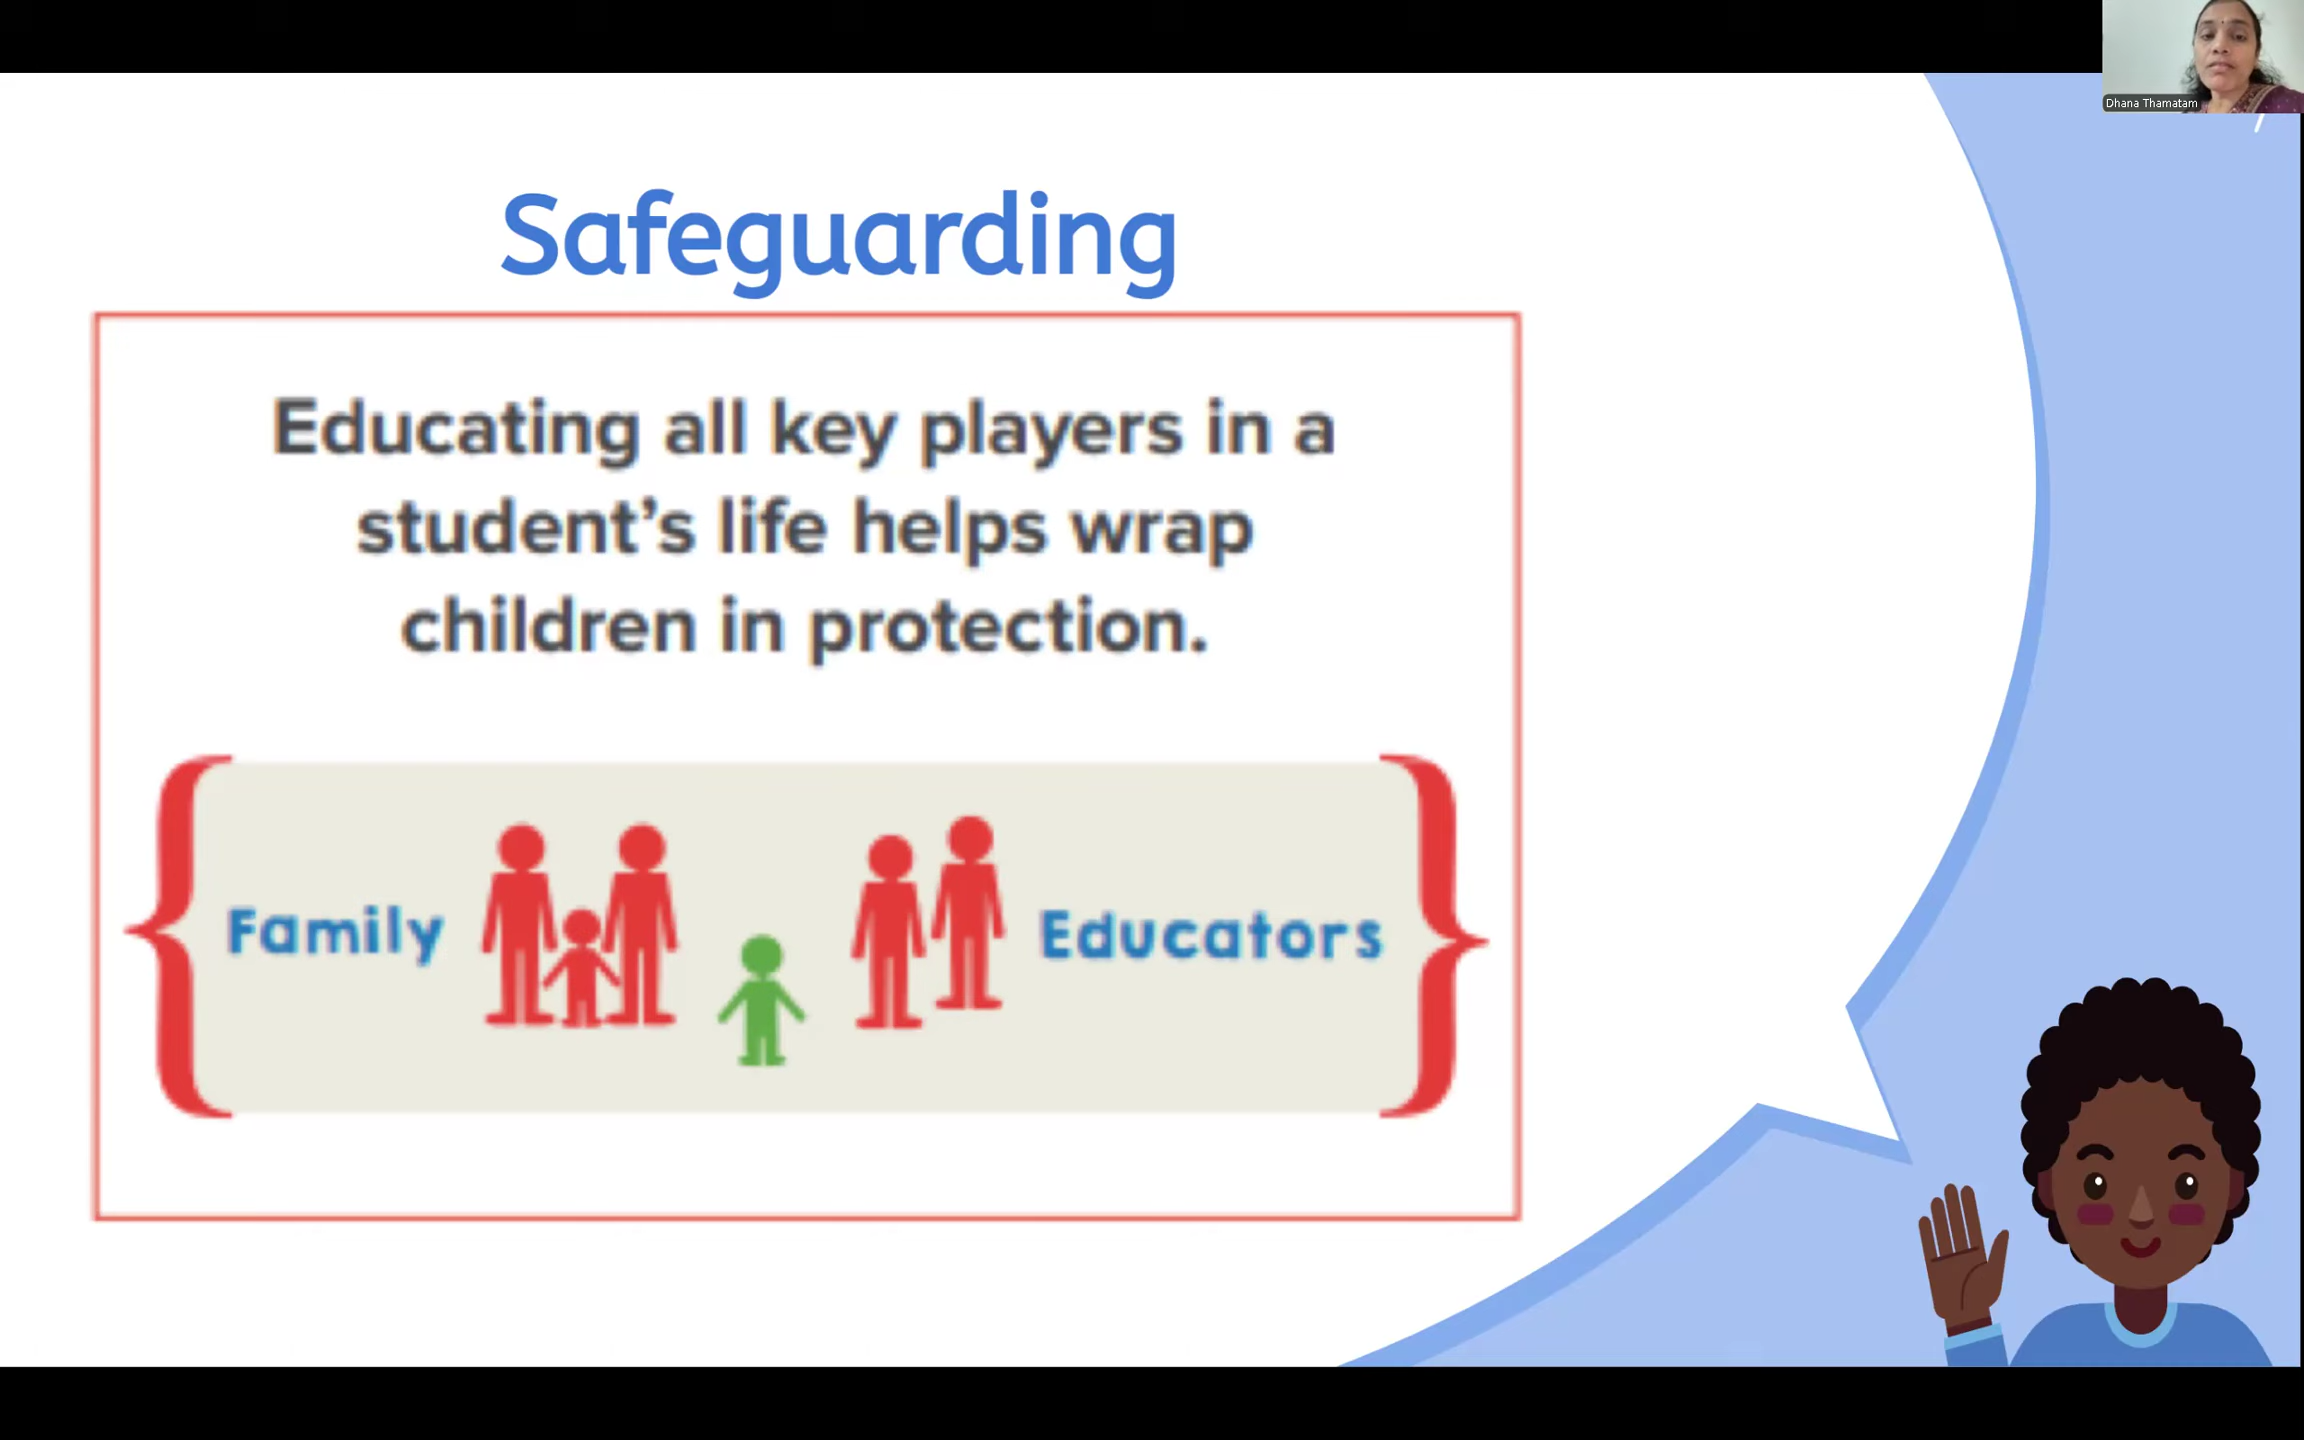 Dhana Thamatam
Safeguarding
Educating all key players in a
student's life helps wrap
children in protection.
Family
Educators